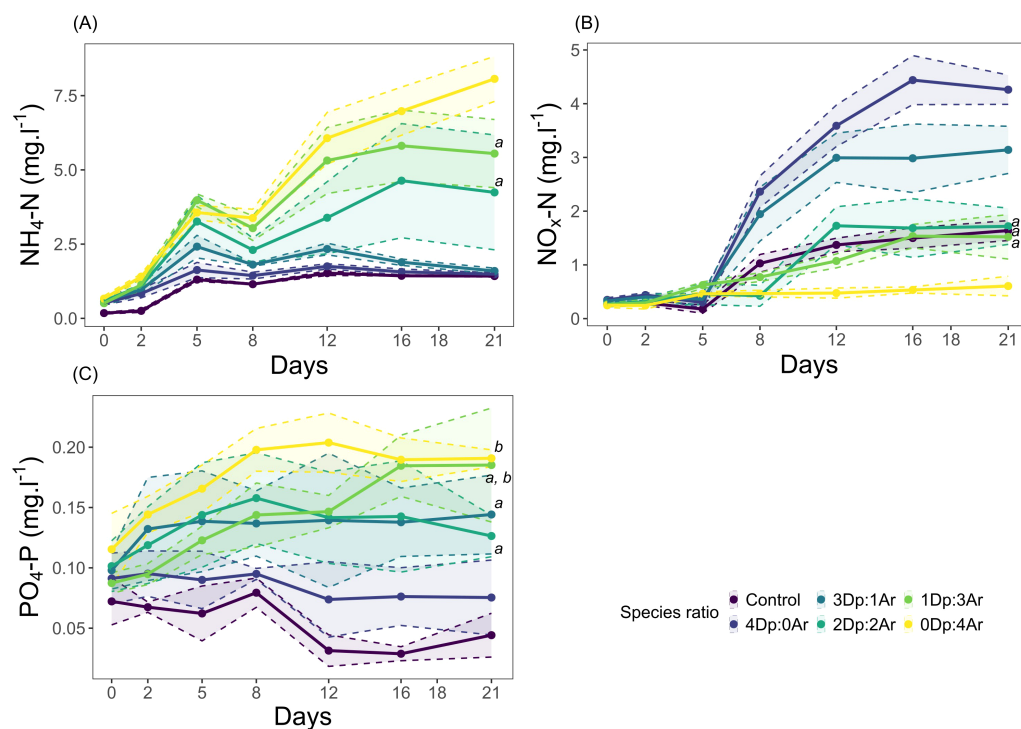 (A)
NH4-N (mg.l-1)
7.5
5.0
2.5
0.0
a
a
0 2 5 8 12 16 18 21
Days
(B)
NOx-N (mg.l-1)
5
4
3
2
1
0
a
a
a
0 2 5 8 12 16 18 21
Days
(C)
PO4-P (mg.l-1)
0.20
0.15
0.10
0.05
b
a, b
a
a
0 2 5 8 12 16 18 21
Days
Species ratio
Control 3Dp:1Ar 1Dp:3Ar
4Dp:0Ar 2Dp:2Ar 0Dp:4Ar